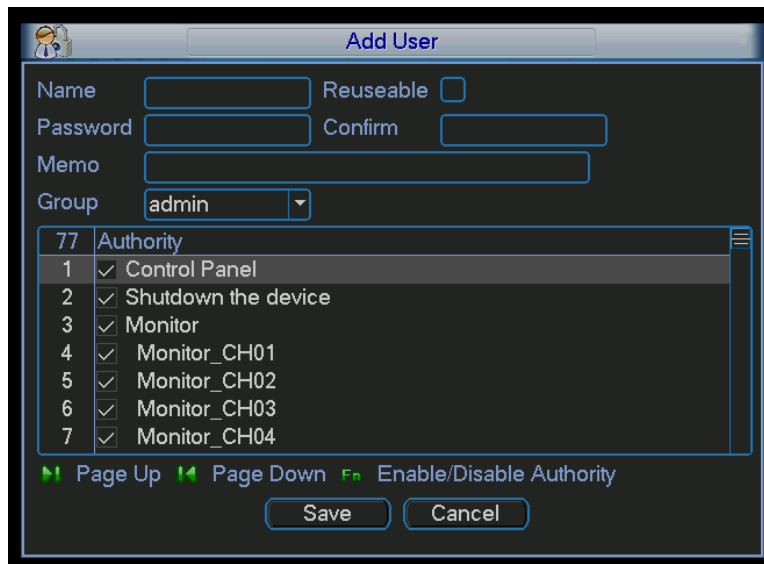 Add User
Name Reuseable
Password Confirm
Memo
Group admin
77 Authority
1 Control Panel
2 Shutdown the device
3 Monitor
4 Monitor_CH01
5 Monitor_CH02
6 Monitor_CH03
7 Monitor_CH04
Page Up Page Down Fn Enable/Disable Authority
Save Cancel